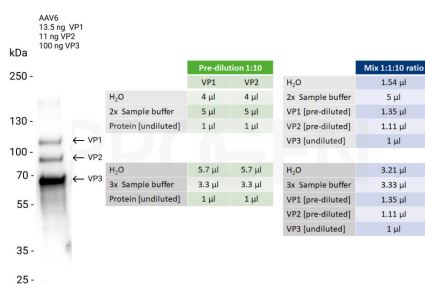 AAV6
13.5 ng VP1
11 ng VP2
100 ng VP3
kDa
250 -
130 -
100 -
70 -
55 -
35 -
25 -
← VP1
← VP2
← VP3
Pre-dilution 1:10
VP1 VP2
H₂O 4 µl 4 µl
2x Sample buffer 5 µl 5 µl
Protein [undiluted] 1 µl 1 µl
H₂O 5.7 µl 5.7 µl
3x Sample buffer 3.3 µl 3.3 µl
Protein [undiluted] 1 µl 1 µl
Mix 1:1:10 ratio
H₂O 1.54 µl
2x Sample buffer 5 µl
VP1 [pre-diluted] 1.35 µl
VP2 [pre-diluted] 1.11 µl
VP3 [undiluted] 1 µl
H₂O 3.21 µl
3x Sample buffer 3.33 µl
VP1 [pre-diluted] 1.35 µl
VP2 [pre-diluted] 1.11 µl
VP3 [undiluted] 1 µl
PROGEN